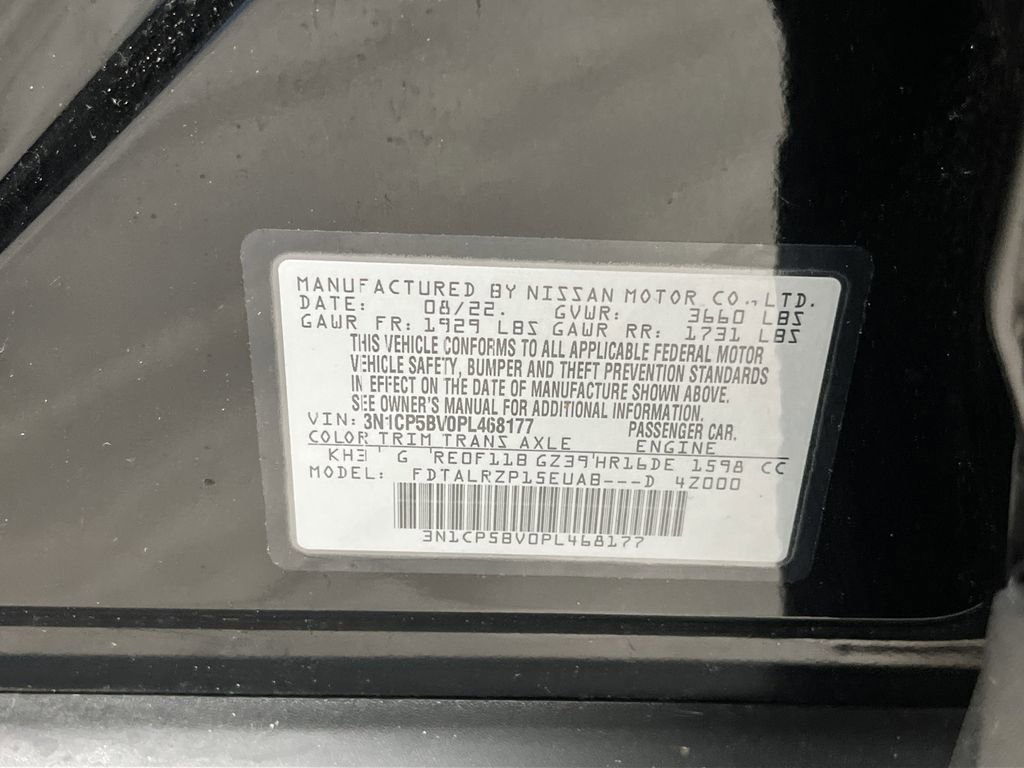 MANUFACTURED BY NISSAN MOTOR CO., LTD.
DATE: 08/22. GVWR: 3660 LBS
GAWR FR: 1929 LBS GAWR RR: 1731 LBS
THIS VEHICLE CONFORMS TO ALL APPLICABLE FEDERAL MOTOR
VEHICLE SAFETY, BUMPER AND THEFT PREVENTION STANDARDS
IN EFFECT ON THE DATE OF MANUFACTURE SHOWN ABOVE.
SEE OWNER'S MANUAL FOR ADDITIONAL INFORMATION.
VIN: 3N1CP5BV0PL468177 PASSENGER CAR.
COLOR TRIM TRANS AXLE ENGINE
KH3 G RE0F11B GZ39 HR16DE 1598 CC
MODEL: FDTALRZP15EUAB---D 4Z000
3N1CP5BV0PL468177